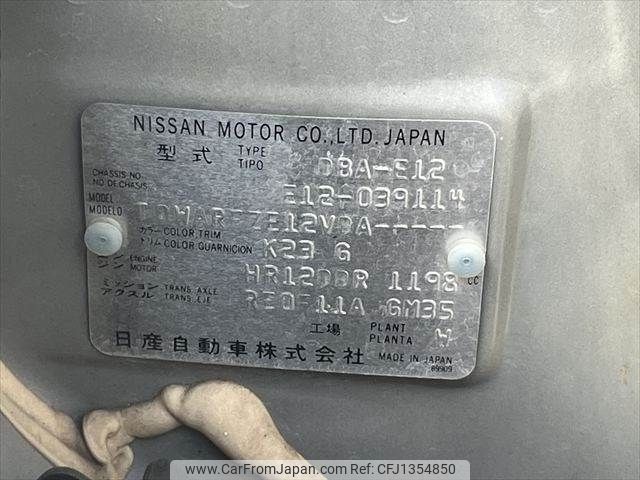 NISSAN MOTOR CO.,LTD. JAPAN
型式 TYPE TIPO DBA-E12
CHASSIS NO. NO DE CHASIS E12-039114
MODEL MODELO
カラー COLOR, TRIM
トリム COLOR GUARNICION K23 G
エンジン ENGINE MOTOR HR12DDR 1198 CC
ミッション TRANS. AXLE
アクスル TRANS. EJE RE0F11A GM35
工場 PLANT PLANTA W
日産自動車株式会社 MADE IN JAPAN
89909
www.CarFromJapan.com - CFJ1354850